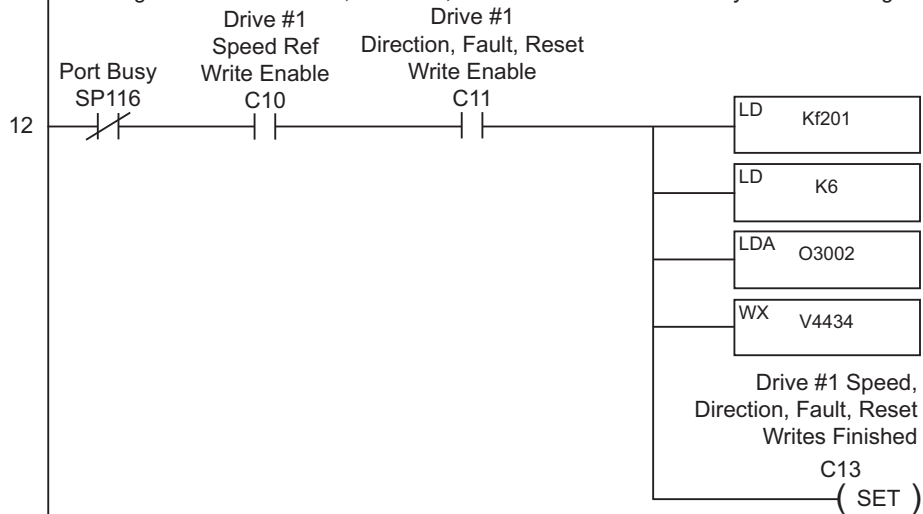 Drive #1
Speed Ref
Write Enable
C10
Drive #1
Direction, Fault, Reset
Write Enable
C11
Port Busy
SP116
12
LD Kf201
LD K6
LDA O3002
WX V4434
Drive #1 Speed,
Direction, Fault, Reset
Writes Finished
C13
( SET )